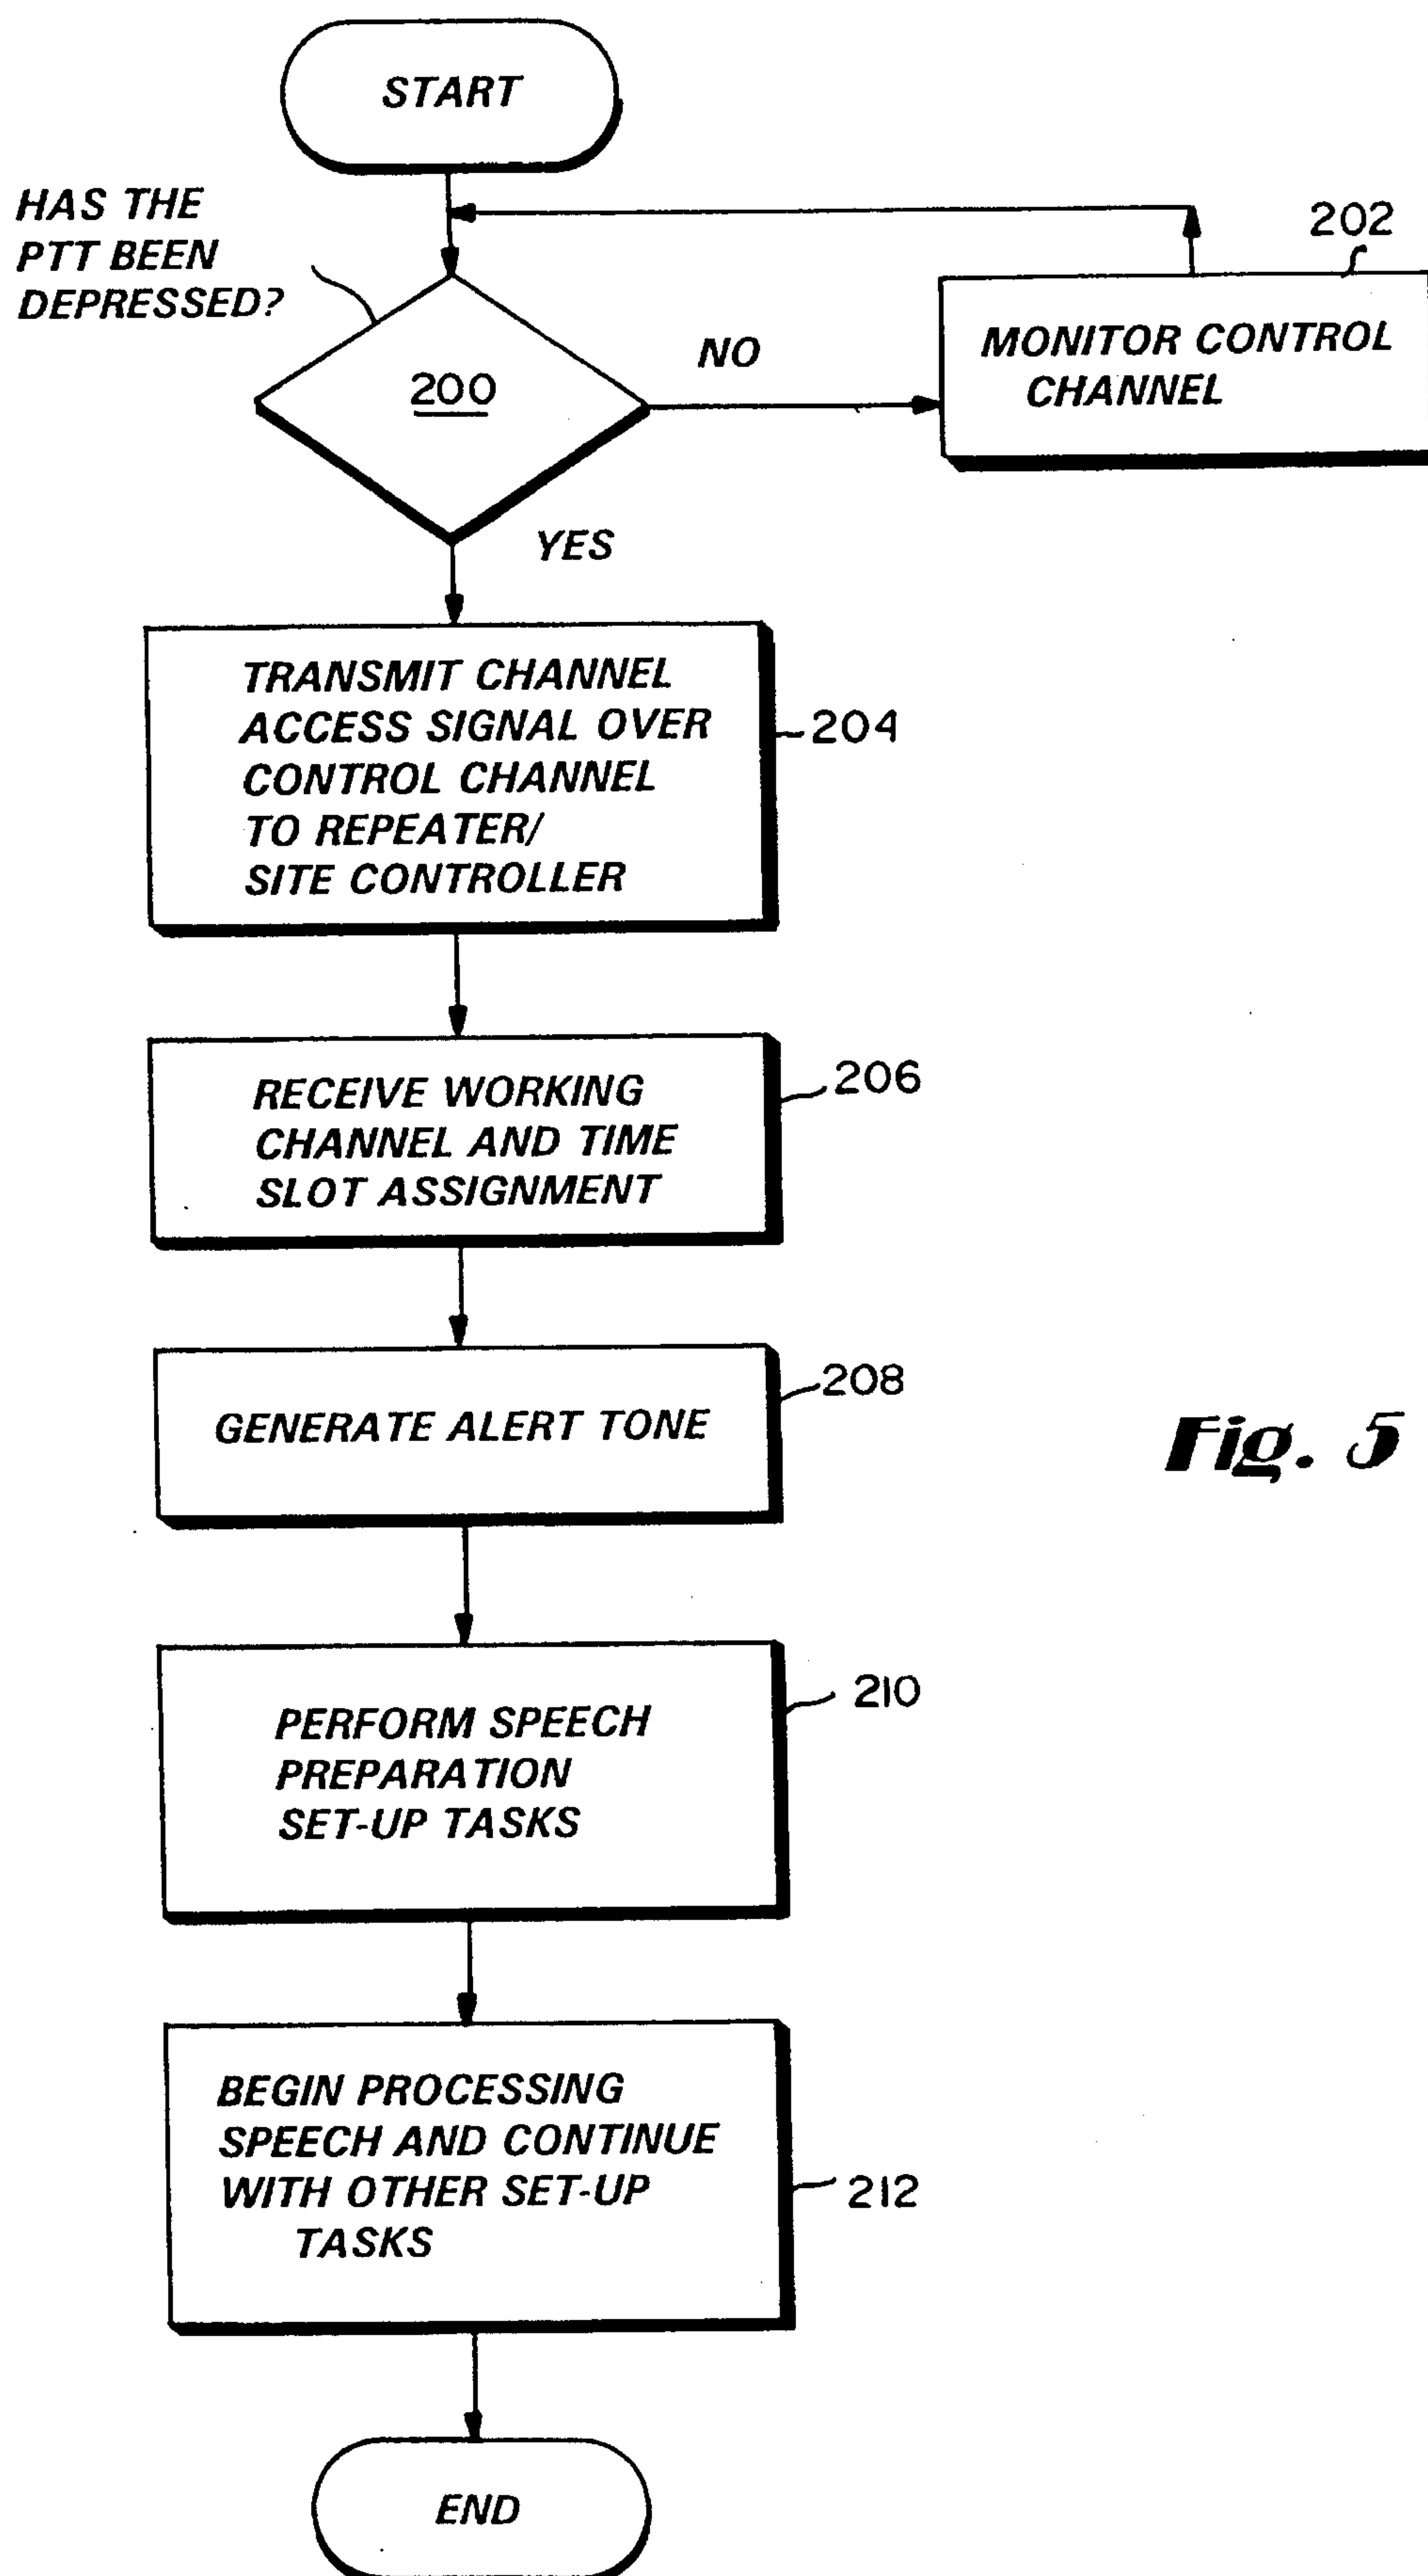 START
HAS THE
PTT BEEN
DEPRESSED?
200
NO
202
MONITOR CONTROL
CHANNEL
YES
TRANSMIT CHANNEL
ACCESS SIGNAL OVER
CONTROL CHANNEL
TO REPEATER/
SITE CONTROLLER
204
RECEIVE WORKING
CHANNEL AND TIME
SLOT ASSIGNMENT
206
GENERATE ALERT TONE
208
Fig. 5
PERFORM SPEECH
PREPARATION
SET-UP TASKS
210
BEGIN PROCESSING
SPEECH AND CONTINUE
WITH OTHER SET-UP
TASKS
212
END